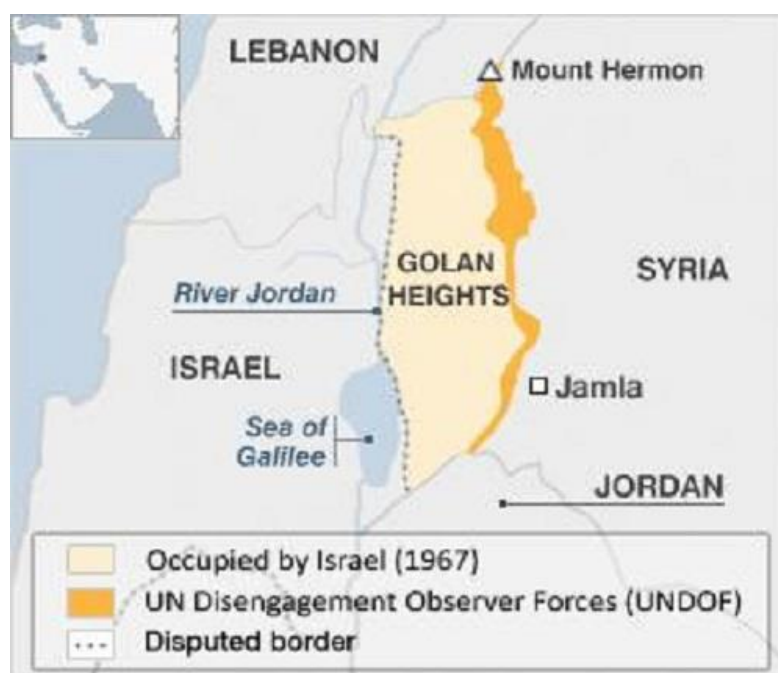 LEBANON
Mount Hermon
GOLAN
HEIGHTS
SYRIA
River Jordan
ISRAEL
Jamla
Sea of
Galilee
JORDAN
Occupied by Israel (1967)
UN Disengagement Observer Forces (UNDOF)
Disputed border